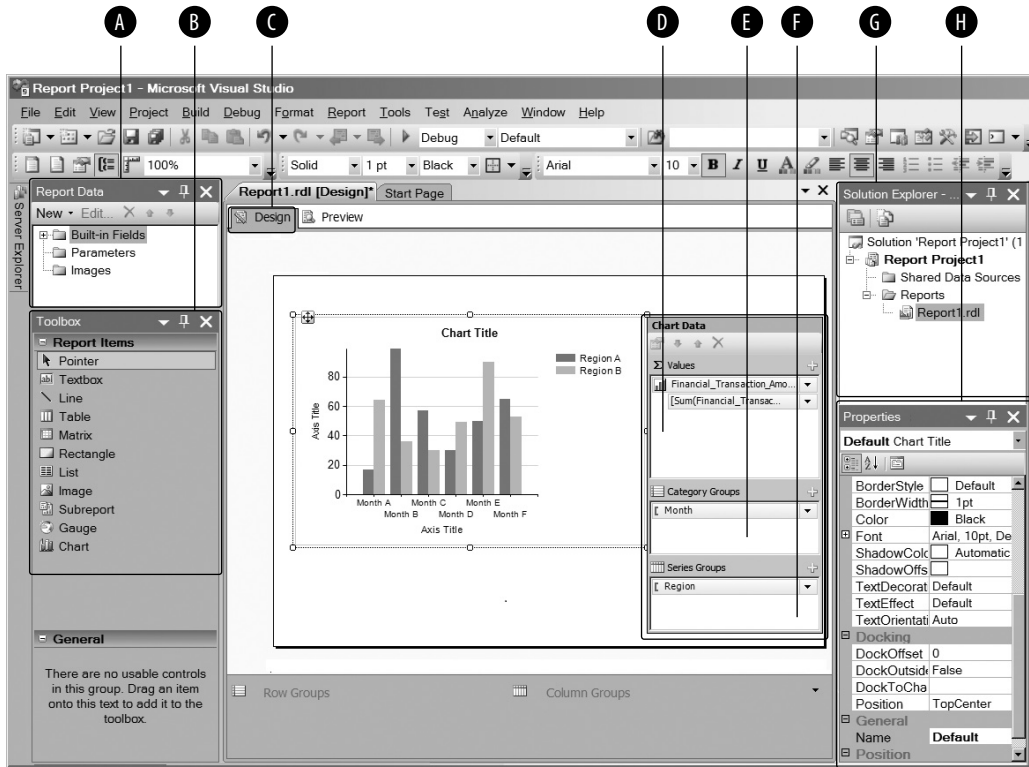 A B C D E F G H
Report Project1 - Microsoft Visual Studio
File Edit View Project Build Debug Format Report Tools Test Analyze Window Help
Debug Default
100% Solid 1 pt Black Arial 10 B I U A
Server Explorer
Report Data
New Edit...
Built-in Fields
Parameters
Images
Toolbox
Report Items
Pointer
Textbox
Line
Table
Matrix
Rectangle
List
Image
Subreport
Gauge
Chart
General
There are no usable controls
in this group. Drag an item
onto this text to add it to the
toolbox.
Report1.rdl [Design]* Start Page
Design Preview
Chart Title
Region A
Region B
80
60
40
20
0
Axis Title
Month A Month C Month E
Month B Month D Month F
Axis Title
Chart Data
Σ Values
Financial_Transaction_Amo...
[Sum(Financial_Transac...
Category Groups
[ Month
Series Groups
[ Region
Row Groups Column Groups
Solution Explorer - ...
Solution 'Report Project1' (1
Report Project1
Shared Data Sources
Reports
Report1.rdl
Properties
Default Chart Title
BorderStyle Default
BorderWidth 1pt
Color Black
Font Arial, 10pt, De
ShadowColo Automatic
ShadowOffs
TextDecorat Default
TextEffect Default
TextOrientati Auto
Docking
DockOffset 0
DockOutside False
DockToCha
Position TopCenter
General
Name Default
Position